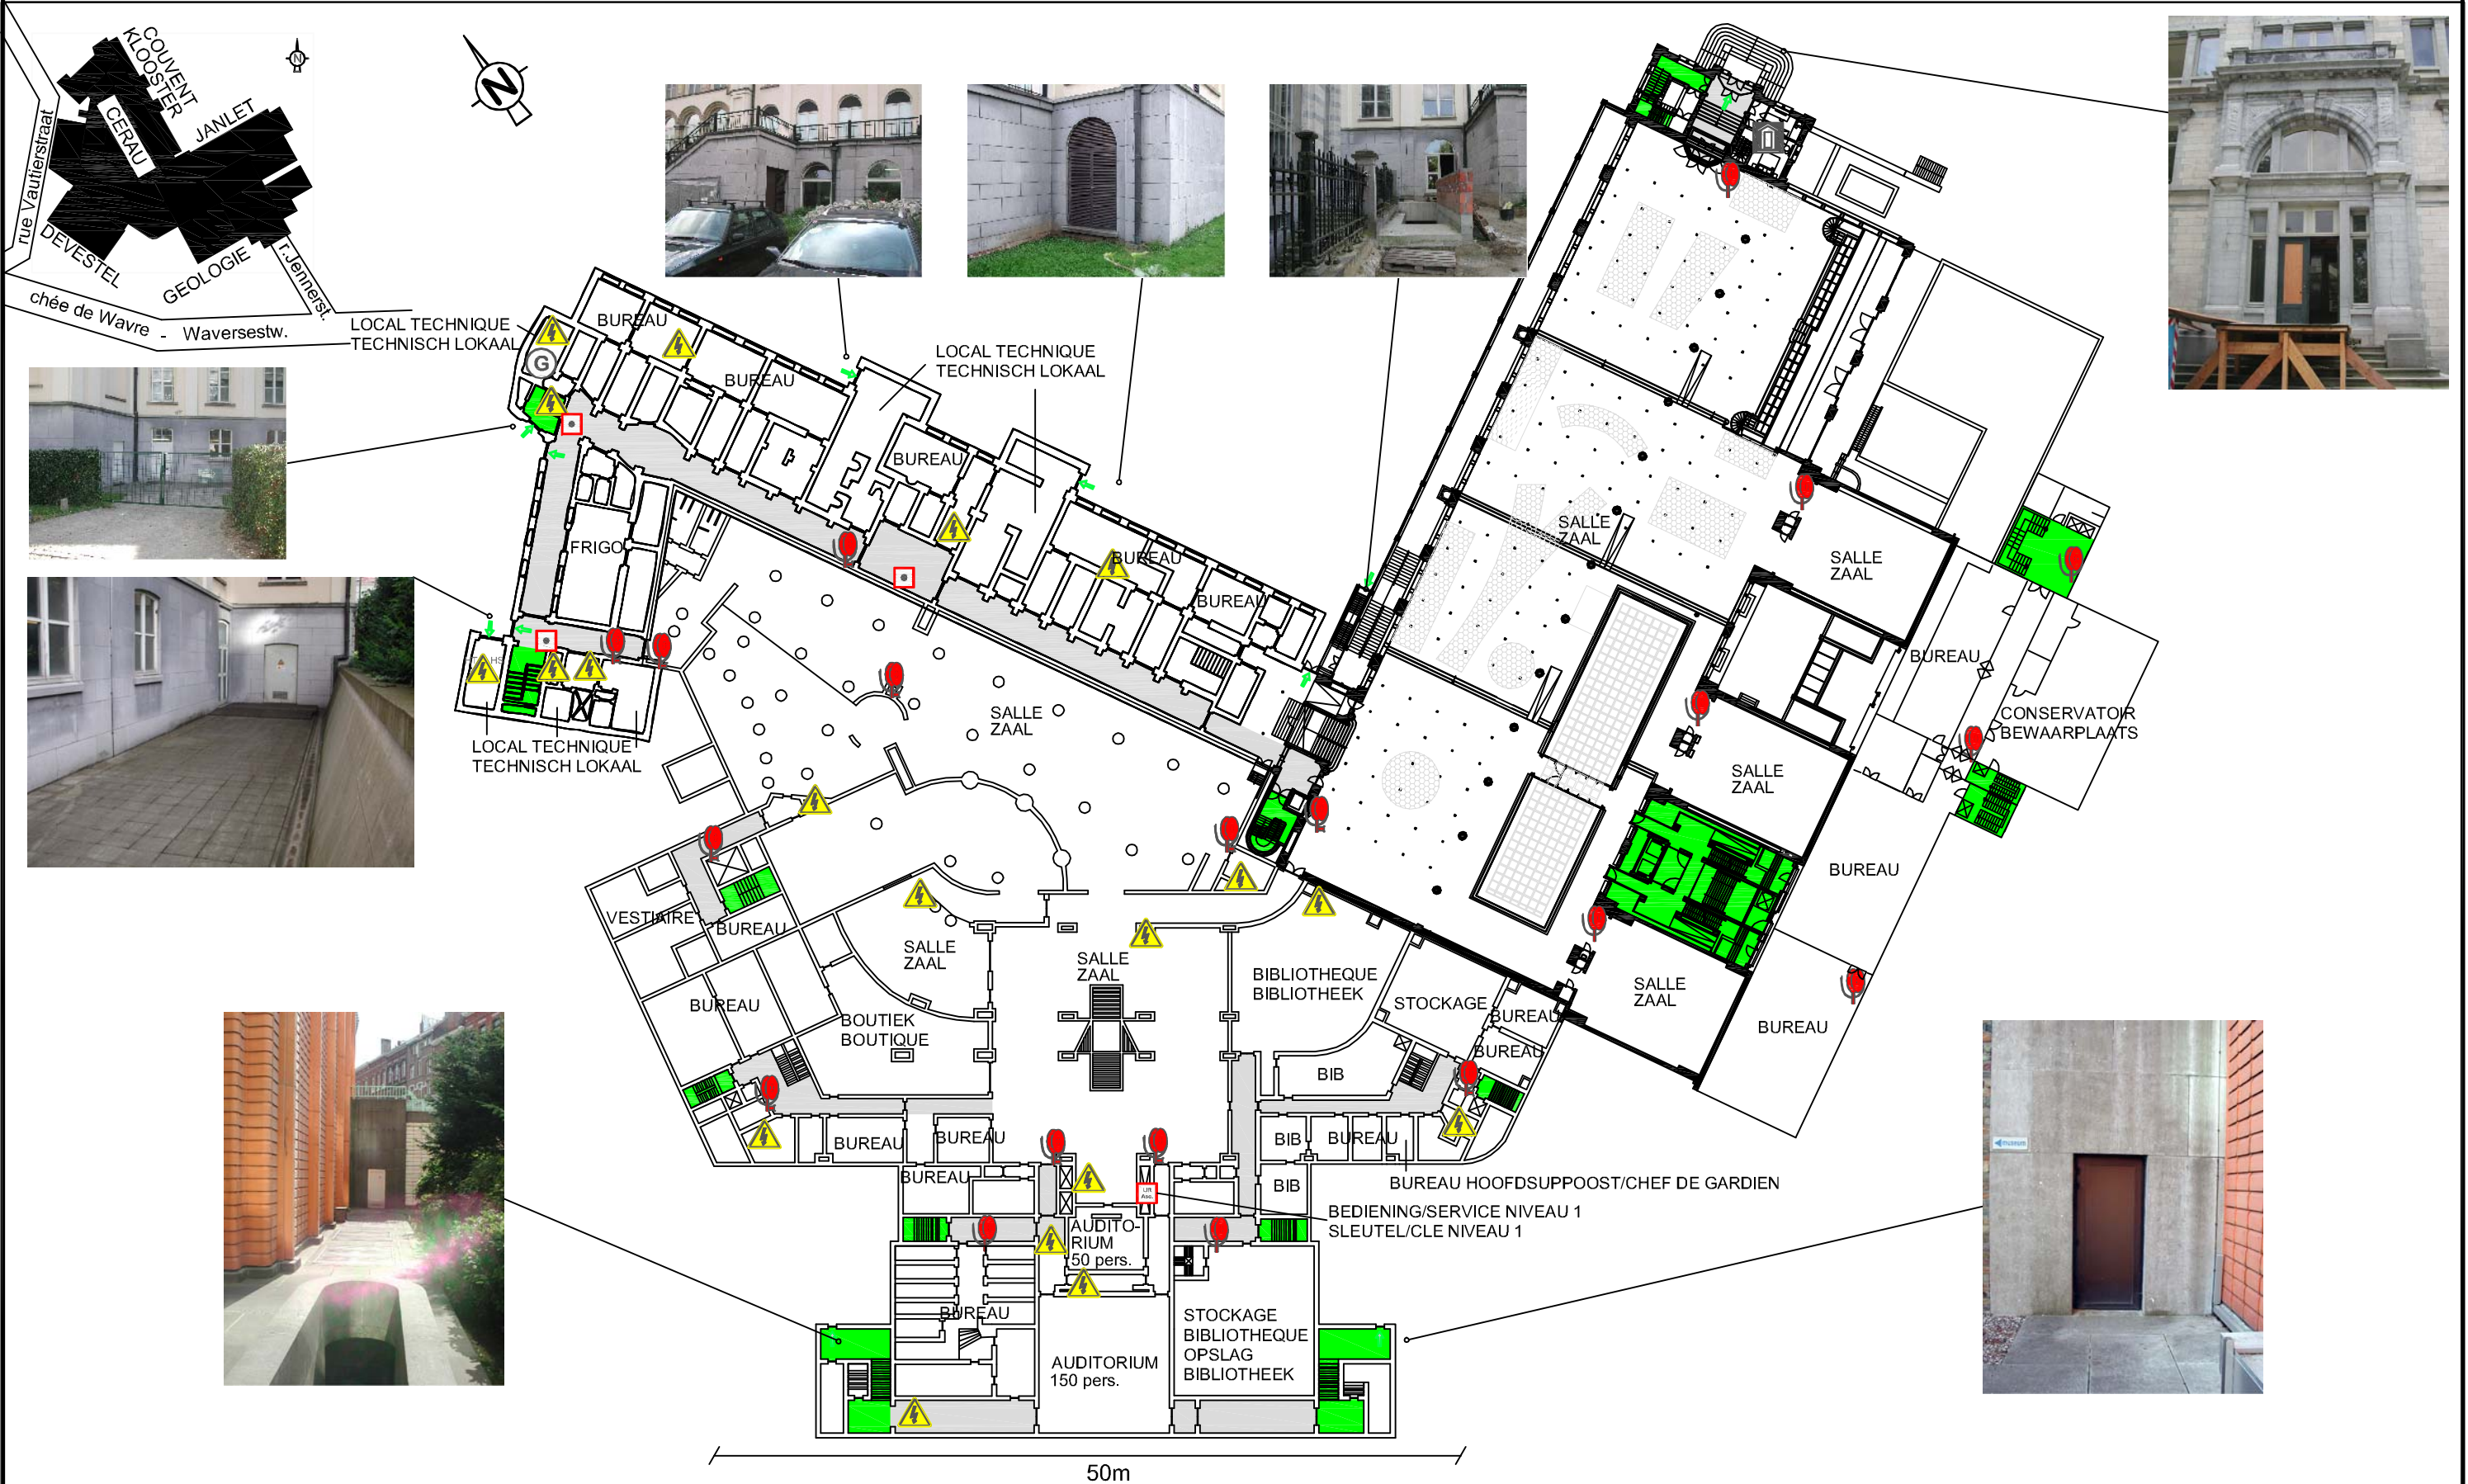 COUVENT
KLOOSTER
N
JANLET
CERAU
rue Vautierstraat
DEVESTEL
GEOLOGIE
r.Jennerst.
chée de Wavre - Waversestw.
N
LOCAL TECHNIQUE
TECHNISCH LOKAAL
G
BUREAU
BUREAU
LOCAL TECHNIQUE
TECHNISCH LOKAAL
BUREAU
FRIGO
BUREAU
BUREAU
SALLE
ZAAL
SALLE
ZAAL
BUREAU
CONSERVATOIR
BEWAARPLAATS
SALLE
ZAAL
LOCAL TECHNIQUE
TECHNISCH LOKAAL
SALLE
ZAAL
BUREAU
VESTIAIRE
BUREAU
SALLE
ZAAL
SALLE
ZAAL
BIBLIOTHEQUE
BIBLIOTHEEK
STOCKAGE
BUREAU
SALLE
ZAAL
BUREAU
BUREAU
BOUTIEK
BOUTIQUE
BUREAU
BIB
BUREAU
BUREAU
BIB
BUREAU
BUREAU
BIB
BUREAU HOOFDSUPPOOST/CHEF DE GARDIEN
Lift
Asc.
BEDIENING/SERVICE NIVEAU 1
SLEUTEL/CLE NIVEAU 1
AUDITO-
RIUM
50 pers.
BUREAU
STOCKAGE
BIBLIOTHEQUE
OPSLAG
BIBLIOTHEEK
AUDITORIUM
150 pers.
museum
50m